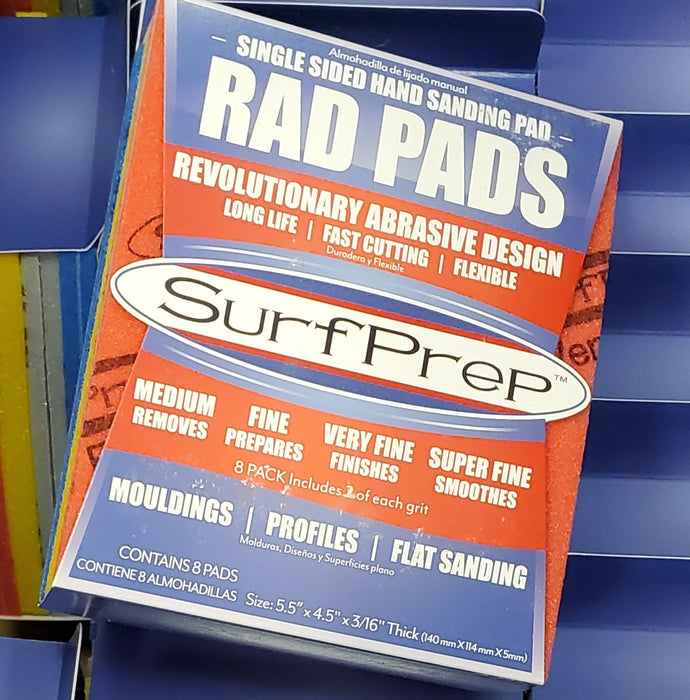 Almohadilla de lijado manual
– SINGLE SIDED HAND SANDING PAD –
RAD PADS
REVOLUTIONARY ABRASIVE DESIGN
LONG LIFE | FAST CUTTING | FLEXIBLE
Duradero y Flexible
SurfPrep™
MEDIUM REMOVES
FINE PREPARES
VERY FINE FINISHES
SUPER FINE SMOOTHES
8 PACK Includes 2 of each grit
MOULDINGS | PROFILES | FLAT SANDING
Molduras, Diseños y Superficies plano
CONTAINS 8 PADS
CONTIENE 8 ALMOHADILLAS
Size: 5.5" x 4.5" x 3/16" Thick (140 mm X 114 mm X 5mm)